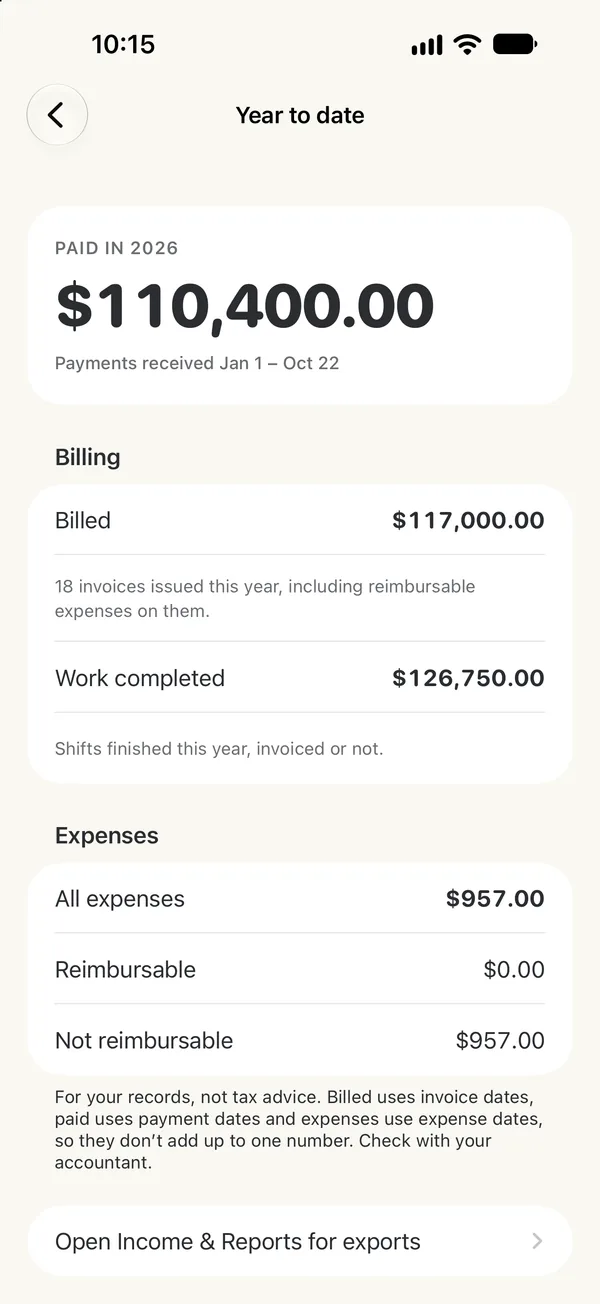 10:15
Year to date
PAID IN 2026
$110,400.00
Payments received Jan 1 – Oct 22
Billing
Billed $117,000.00
18 invoices issued this year, including reimbursable
expenses on them.
Work completed $126,750.00
Shifts finished this year, invoiced or not.
Expenses
All expenses $957.00
Reimbursable $0.00
Not reimbursable $957.00
For your records, not tax advice. Billed uses invoice dates,
paid uses payment dates and expenses use expense dates,
so they don’t add up to one number. Check with your
accountant.
Open Income & Reports for exports